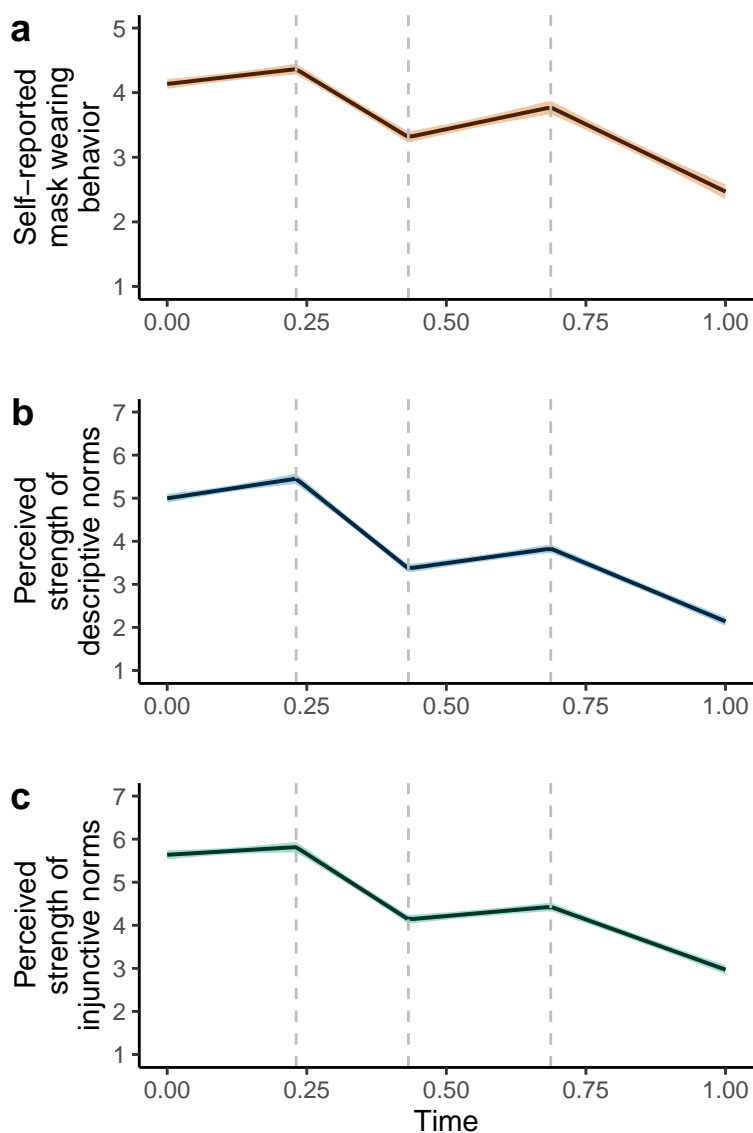 a
Self−reported
mask wearing
behavior
5
4
3
2
1
0.00 0.25 0.50 0.75 1.00
b
Perceived
strength of
descriptive norms
7
6
5
4
3
2
1
0.00 0.25 0.50 0.75 1.00
c
Perceived
strength of
injunctive norms
7
6
5
4
3
2
1
0.00 0.25 0.50 0.75 1.00
Time